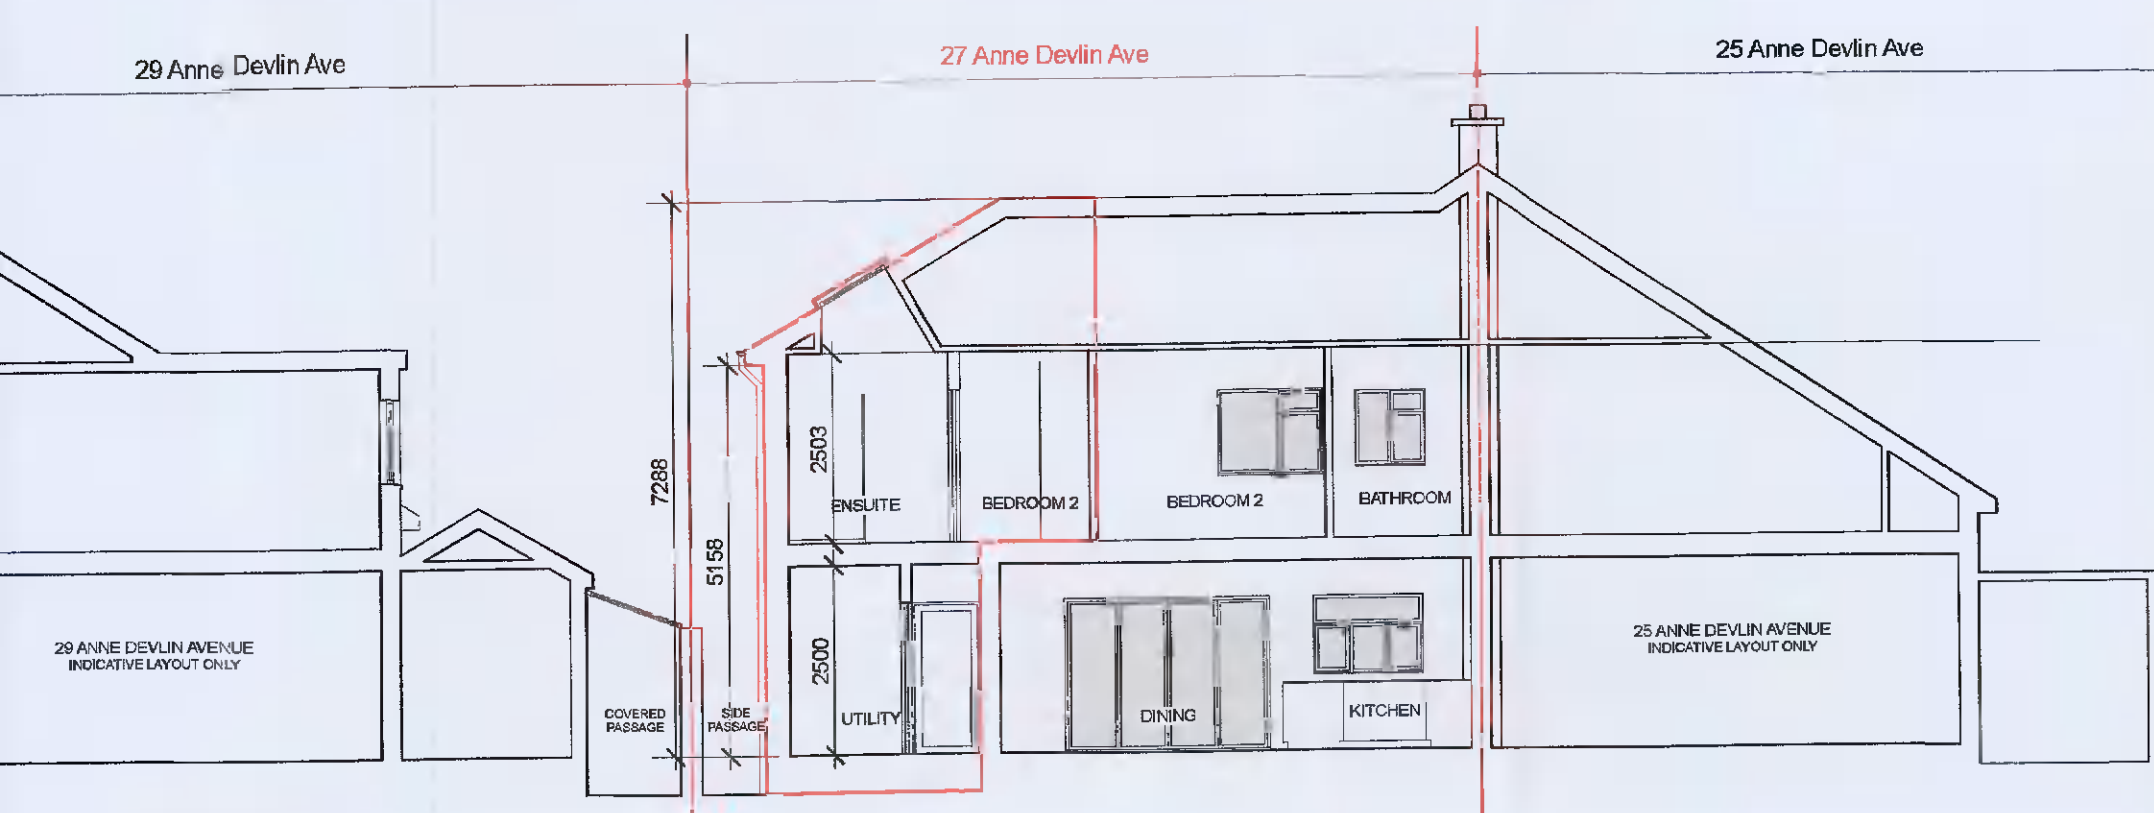 29 Anne Devlin Ave
27 Anne Devlin Ave
25 Anne Devlin Ave
7288
5158
2503
2500
ENSUITE
BEDROOM 2
BEDROOM 2
BATHROOM
29 ANNE DEVLIN AVENUE
INDICATIVE LAYOUT ONLY
COVERED
PASSAGE
SIDE
PASSAGE
UTILITY
DINING
KITCHEN
25 ANNE DEVLIN AVENUE
INDICATIVE LAYOUT ONLY